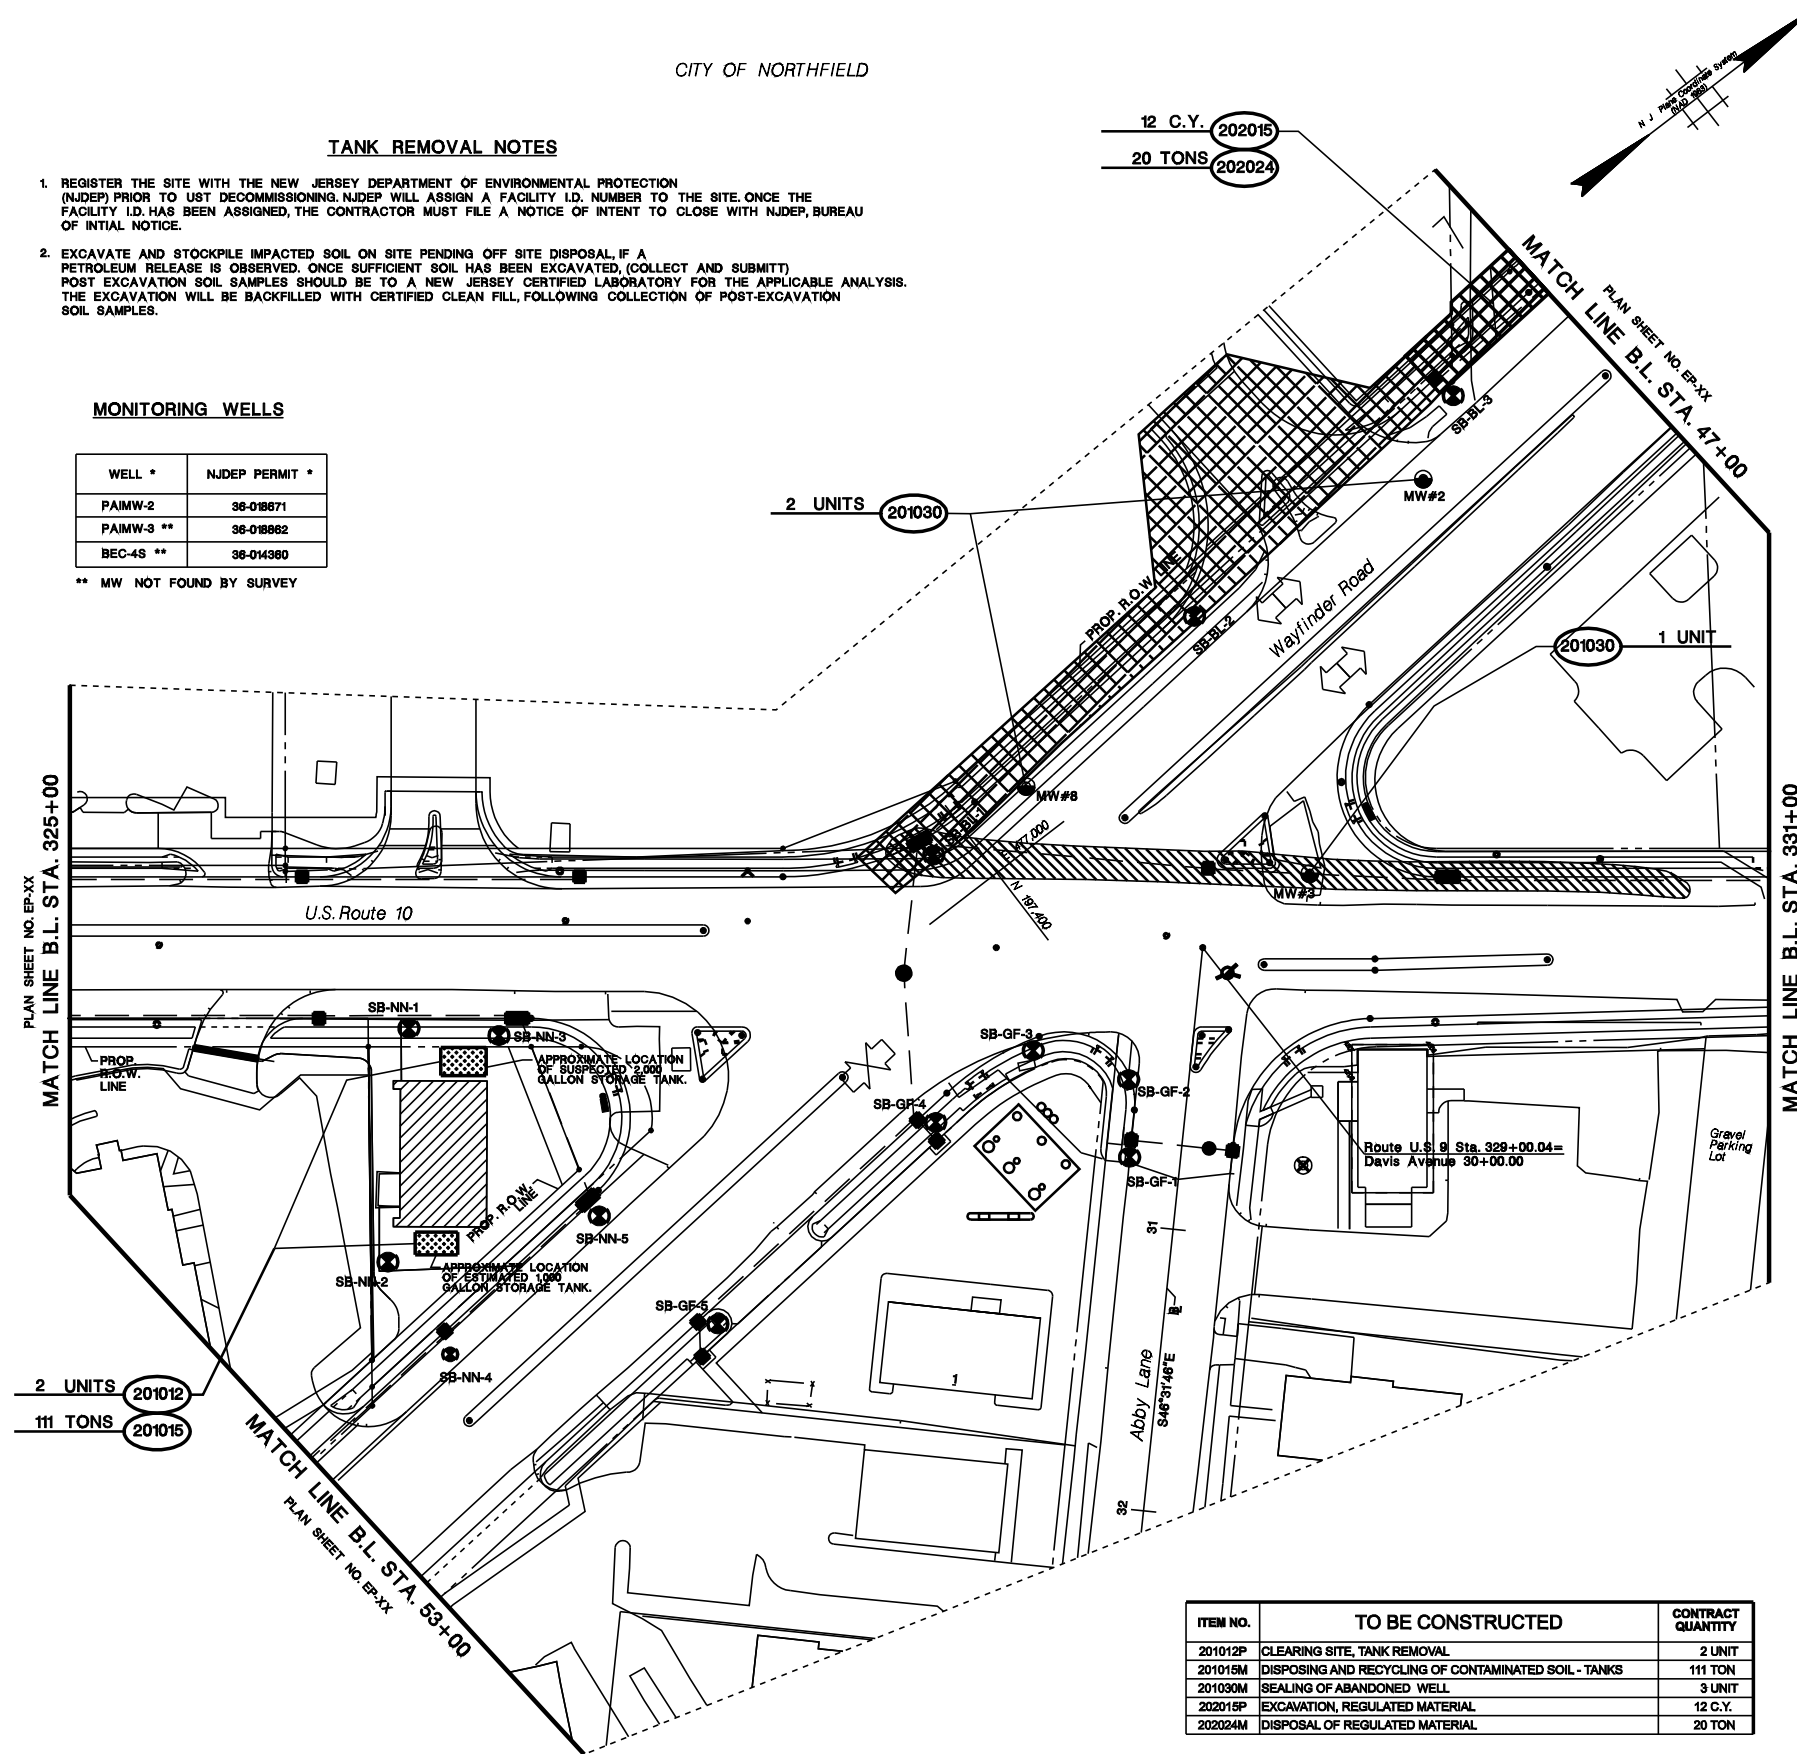 CITY OF NORTHFIELD
N J Plane Coordinate System
(NAD 1983)
TANK REMOVAL NOTES
1. REGISTER THE SITE WITH THE NEW JERSEY DEPARTMENT OF ENVIRONMENTAL PROTECTION
(NJDEP) PRIOR TO UST DECOMMISSIONING. NJDEP WILL ASSIGN A FACILITY I.D. NUMBER TO THE SITE. ONCE THE
FACILITY I.D. HAS BEEN ASSIGNED, THE CONTRACTOR MUST FILE A NOTICE OF INTENT TO CLOSE WITH NJDEP, BUREAU
OF INTIAL NOTICE.
2. EXCAVATE AND STOCKPILE IMPACTED SOIL ON SITE PENDING OFF SITE DISPOSAL, IF A
PETROLEUM RELEASE IS OBSERVED. ONCE SUFFICIENT SOIL HAS BEEN EXCAVATED, (COLLECT AND SUBMITT)
POST EXCAVATION SOIL SAMPLES SHOULD BE TO A NEW JERSEY CERTIFIED LABORATORY FOR THE APPLICABLE ANALYSIS.
THE EXCAVATION WILL BE BACKFILLED WITH CERTIFIED CLEAN FILL, FOLLOWING COLLECTION OF POST-EXCAVATION
SOIL SAMPLES.
12 C.Y. 202015
20 TONS 202024
MATCH LINE B.L. STA. 47+00
PLAN SHEET NO. EP-XX
MONITORING WELLS
WELL * NJDEP PERMIT *
PAIMW-2 36-018671
PAIMW-3 ** 36-018862
BEC-4S ** 36-014360
** MW NOT FOUND BY SURVEY
SB-BL-3
MW#2
2 UNITS 201030
PROP. R.O.W. LINE
SB-BL-2
Wayfinder Road
201030 1 UNIT
MW#8
SB-BL-1
477,000
N 197,400
MW#3
MATCH LINE B.L. STA. 325+00
PLAN SHEET NO. EP-XX
MATCH LINE B.L. STA. 331+00
U.S. Route 10
SB-NN-1
SB-NN-3
PROP.
R.O.W.
LINE
APPROXIMATE LOCATION
OF SUSPECTED 2,000
GALLON STORAGE TANK.
SB-GF-3
SB-GF-2
SB-GF-4
SB-GF-1
Route U.S. 9 Sta. 329+00.04=
Davis Avenue 30+00.00
Gravel
Parking
Lot
PROP. R.O.W.
LINE
SB-NN-5
31
SB-NN-2
APPROXIMATE LOCATION
OF ESTIMATED 1,000
GALLON STORAGE TANK.
SB-GF-5
SB-NN-4
1
Abby Lane
S46°31'46"E
32
2 UNITS 201012
111 TONS 201015
MATCH LINE B.L. STA. 53+00
PLAN SHEET NO. EP-XX
ITEM NO. TO BE CONSTRUCTED CONTRACT QUANTITY
201012P CLEARING SITE, TANK REMOVAL 2 UNIT
201015M DISPOSING AND RECYCLING OF CONTAMINATED SOIL - TANKS 111 TON
201030M SEALING OF ABANDONED WELL 3 UNIT
202015P EXCAVATION, REGULATED MATERIAL 12 C.Y.
202024M DISPOSAL OF REGULATED MATERIAL 20 TON